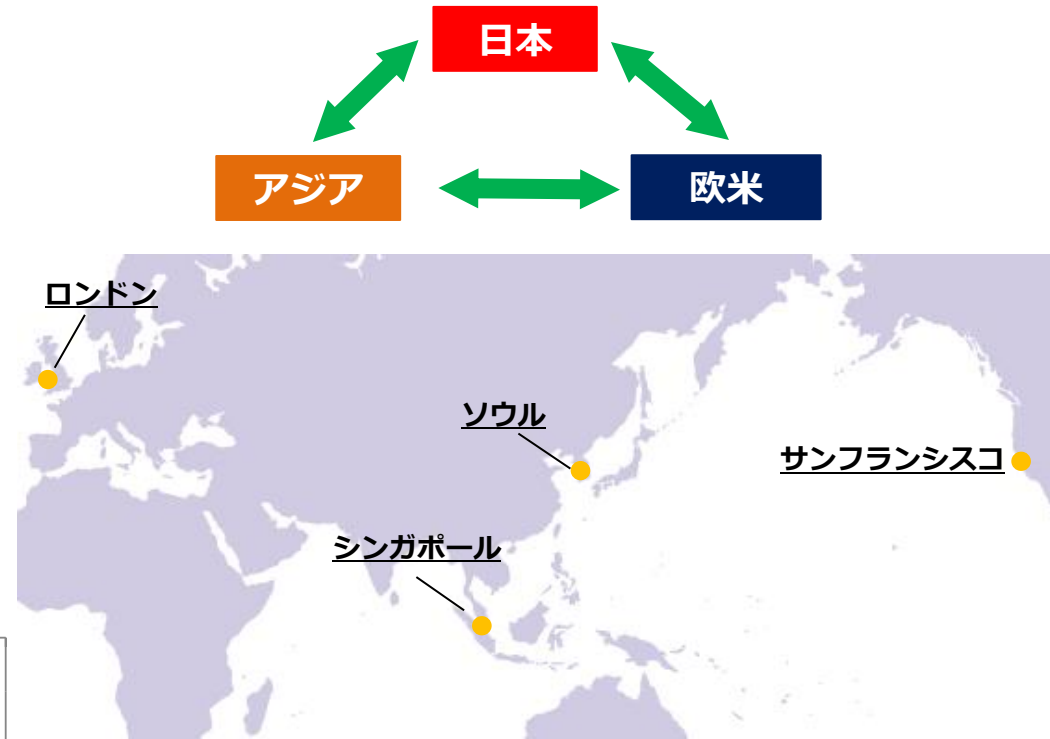 日本
アジア
欧米
ロンドン
ソウル
サンフランシスコ
シンガポール